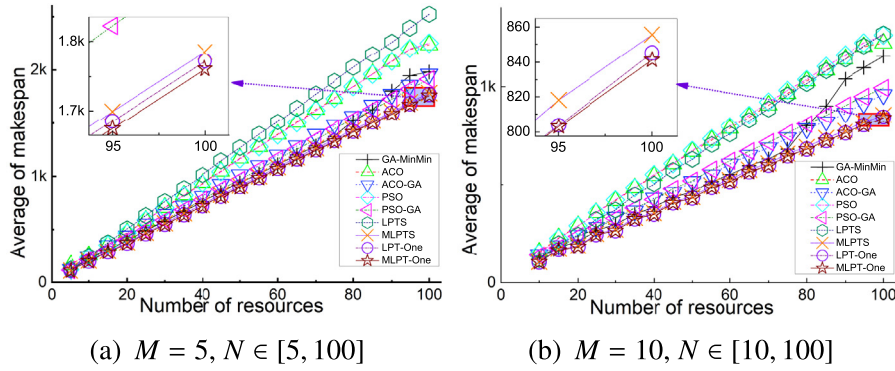 Average of makespan
2k
1k
0
0
20
40
60
80
100
Number of resources
1.8k
1.7k
95
100
GA-MinMin
ACO
ACO-GA
PSO
PSO-GA
LPTS
MLPTS
LPT-One
MLPT-One
(a) M = 5, N ∈ [5, 100]
Average of makespan
1k
0
0
20
40
60
80
100
Number of resources
860
840
820
800
95
100
GA-MinMin
ACO
ACO-GA
PSO
PSO-GA
LPTS
MLPTS
LPT-One
MLPT-One
(b) M = 10, N ∈ [10, 100]